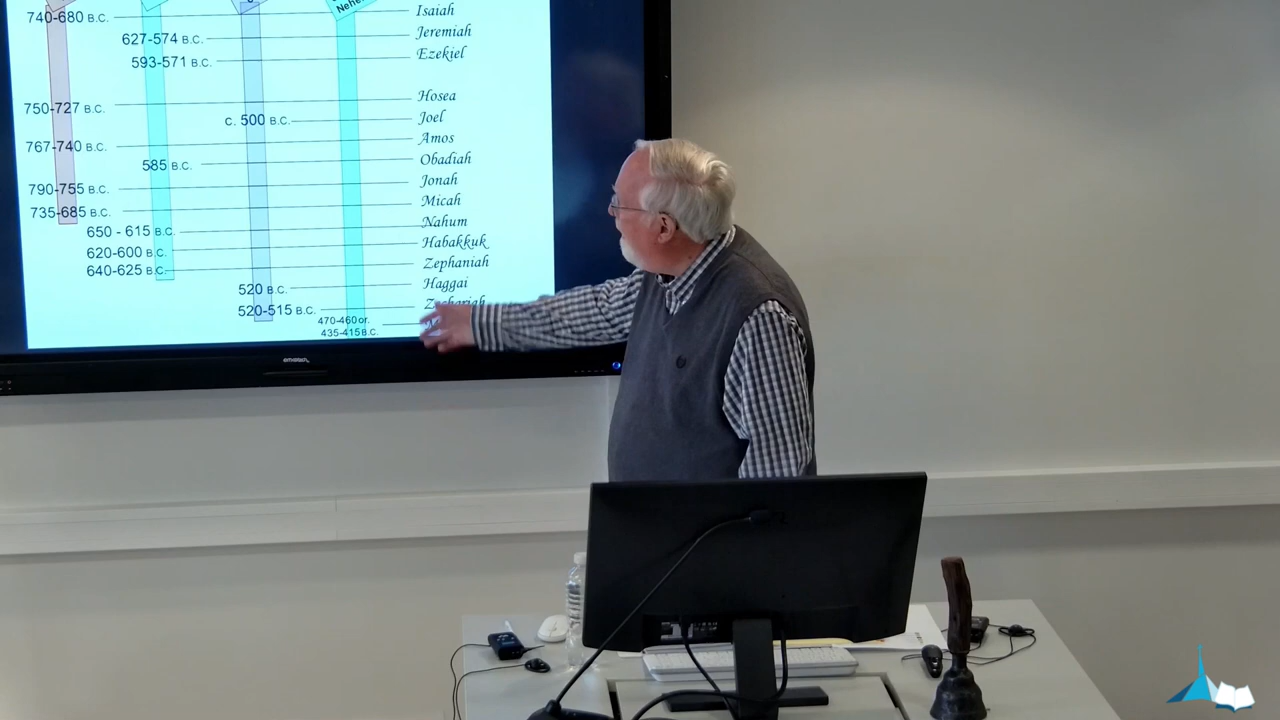 740-680 B.C. Isaiah
627-574 B.C. Jeremiah
593-571 B.C. Ezekiel
750-727 B.C. Hosea
c. 500 B.C. Joel
767-740 B.C. Amos
585 B.C. Obadiah
790-755 B.C. Jonah
735-685 B.C. Micah
650 - 615 B.C. Nahum
620-600 B.C. Habakkuk
640-625 B.C. Zephaniah
520 B.C. Haggai
520-515 B.C. Zechariah
470-460 or.
435-415 B.C.